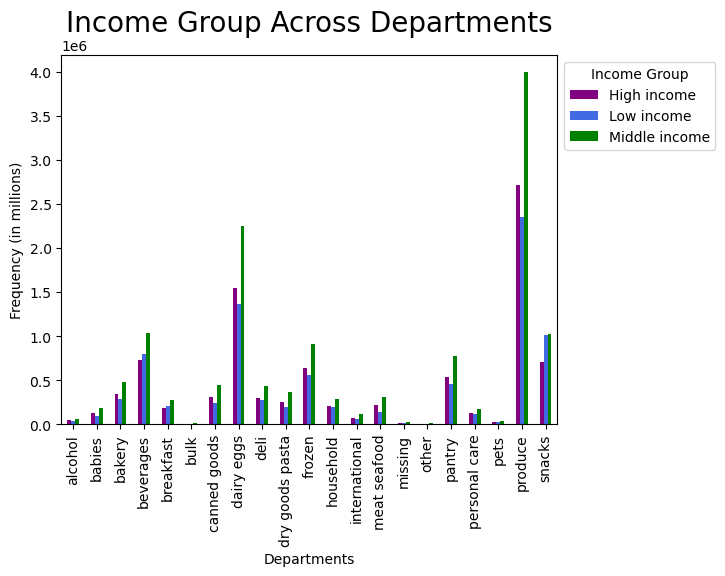 Income Group Across Departments
1e6
4.0
3.5
3.0
2.5
2.0
1.5
1.0
0.5
0.0
Frequency (in millions)
Income Group
High income
Low income
Middle income
alcohol
babies
bakery
beverages
breakfast
bulk
canned goods
dairy eggs
deli
dry goods pasta
frozen
household
international
meat seafood
missing
other
pantry
personal care
pets
produce
snacks
Departments